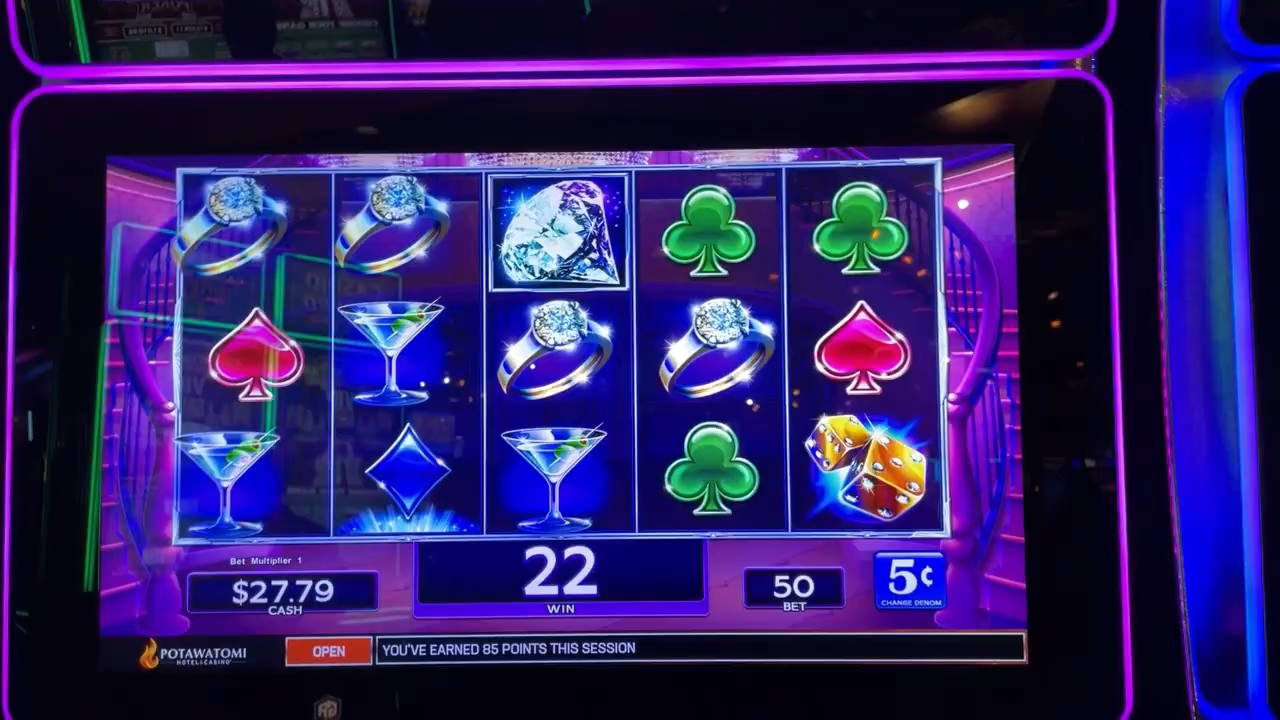 Bet Multiplier 1
$27.79
CASH
22
WIN
50
BET
5¢
CHANGE DENOM
POTAWATOMI
HOTEL & CASINO
OPEN
YOU'VE EARNED 85 POINTS THIS SESSION